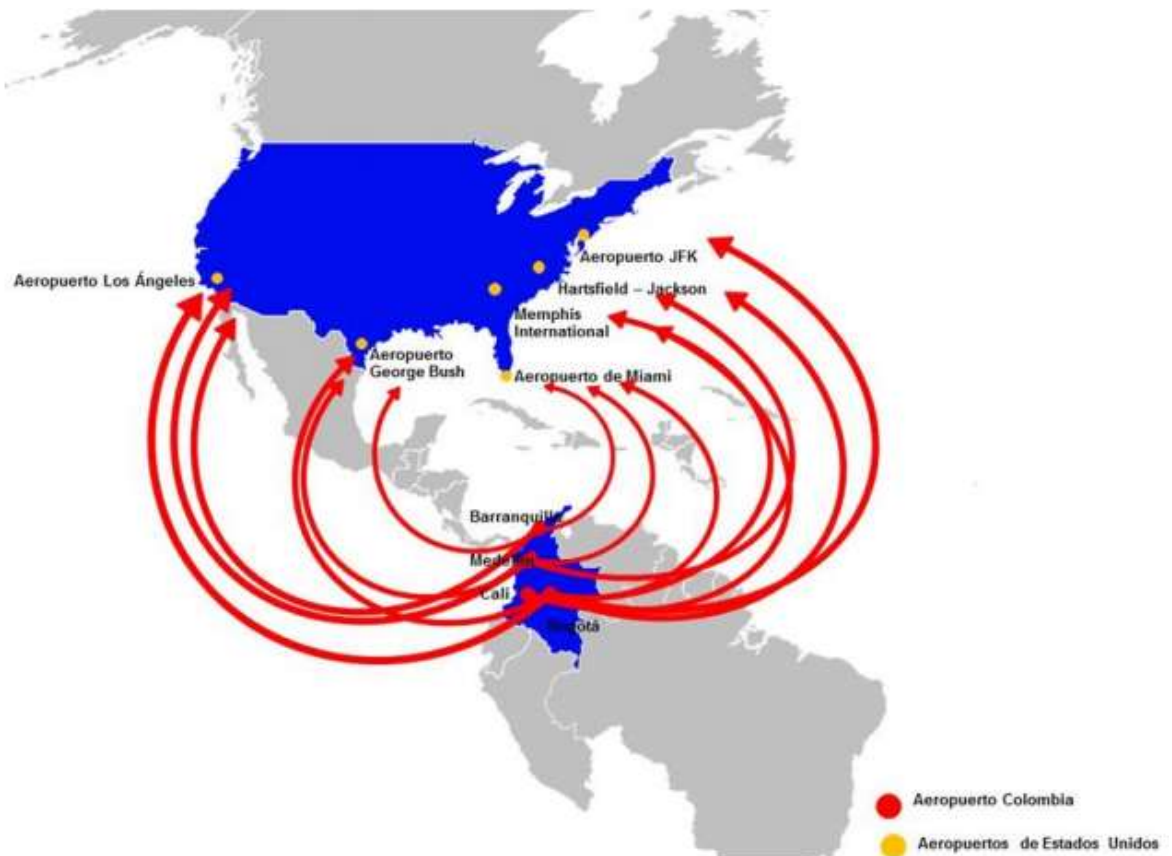 Aeropuerto JFK
Aeropuerto Los Ángeles
Hartsfield – Jackson
Memphis
International
Aeropuerto
George Bush
Aeropuerto de Miami
Barranquilla
Medellín
Cali
Bogotá
Aeropuerto Colombia
Aeropuertos de Estados Unidos